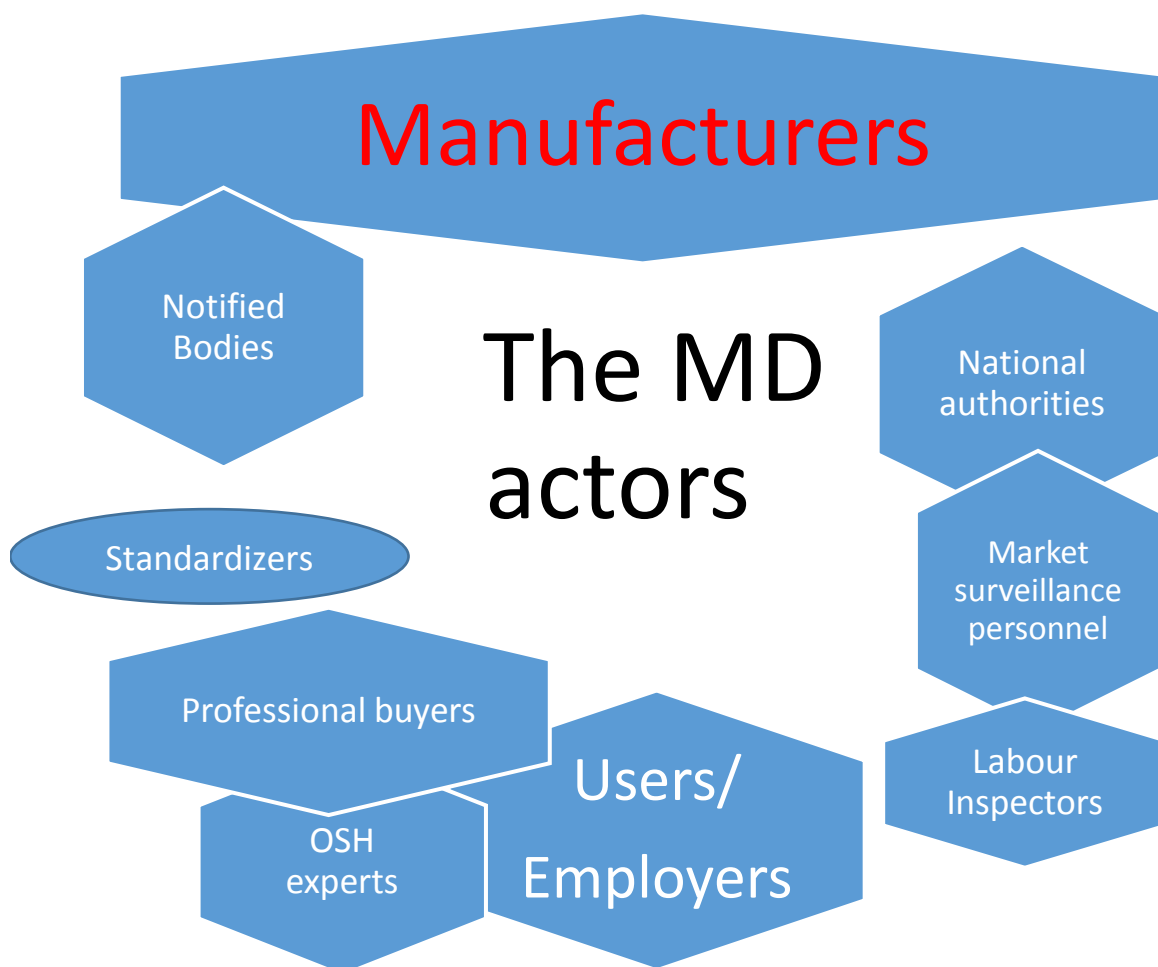 Manufacturers
Notified
Bodies
The MD
actors
National
authorities
Standardizers
Market
surveillance
personnel
Professional buyers
Users/
Employers
Labour
Inspectors
OSH
experts